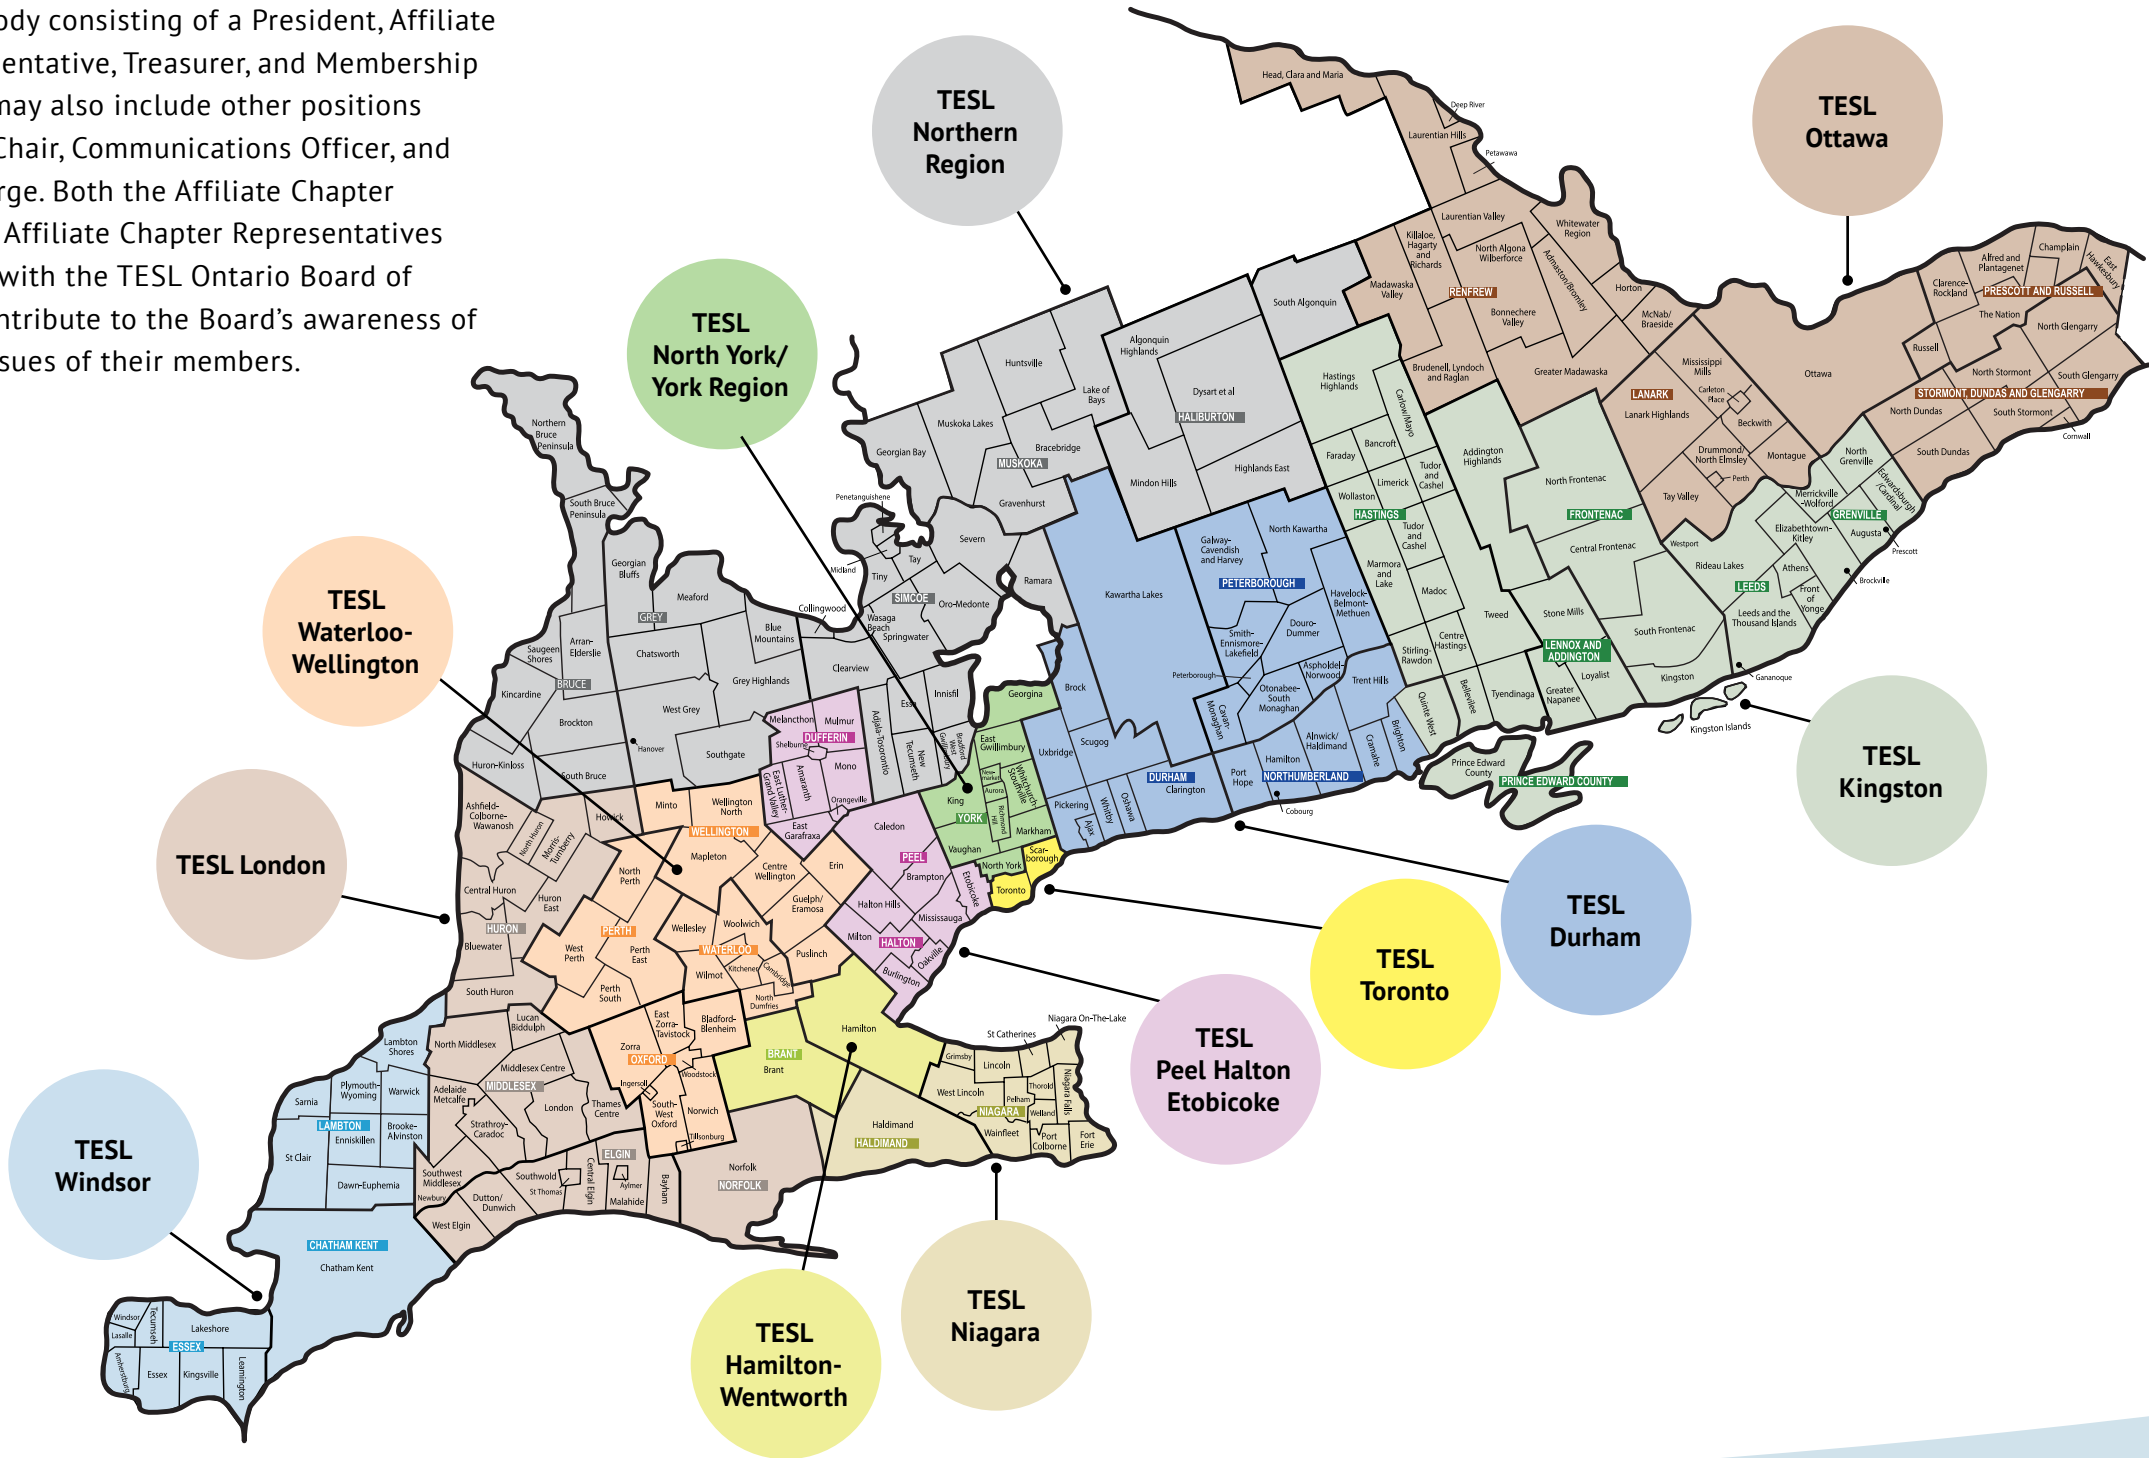 ody consisting of a President, Affiliate
entative, Treasurer, and Membership
may also include other positions
Chair, Communications Officer, and
rge. Both the Affiliate Chapter
Affiliate Chapter Representatives
with the TESL Ontario Board of
ntribute to the Board's awareness of
sues of their members.
TESL
Northern
Region
TESL
Ottawa
TESL
North York/
York Region
TESL
Waterloo-
Wellington
TESL London
TESL
Windsor
TESL
Hamilton-
Wentworth
TESL
Niagara
TESL
Peel Halton
Etobicoke
TESL
Toronto
TESL
Durham
TESL
Kingston
Head, Clara and Maria
Deep River
Laurentian Hills
Petawawa
Laurentian Valley
Whitewater
Region
Killaloe,
Hagarty
and
Richards
North Algona
Wilberforce
Admaston/Bromley
Madawaska
Valley
RENFREW
Horton
Bonnechere
Valley
McNab/
Braeside
Brudenell, Lyndoch
and Raglan
Greater Madawaska
Mississippi
Mills
LANARK
Carleton
Place
Lanark Highlands
Beckwith
Drummond/
North Elmsley
Montague
Perth
Tay Valley
Ottawa
Alfred and
Plantagenet
Champlain
East
Hawkesbury
Clarence-
Rockland
PRESCOTT AND RUSSELL
The Nation
North Glengarry
Russell
North Stormont
South Glengarry
STORMONT, DUNDAS AND GLENGARRY
North Dundas
South Stormont
Cornwall
South Dundas
South Algonquin
Algonquin
Highlands
Dysart et al
HALIBURTON
Highlands East
Mindon Hills
Huntsville
Lake of
Bays
Muskoka Lakes
Bracebridge
Georgian Bay
MUSKOKA
Gravenhurst
Penetanguishene
Severn
Midland
Tay
Tiny
Ramara
SIMCOE
Oro-Medonte
Wasaga
Beach
Springwater
Collingwood
Clearview
Essa
Innisfil
Adjala-Tosorontio
New
Tecumseth
Bradford
West
Gwillimbury
Northern
Bruce
Peninsula
South Bruce
Peninsula
Georgian
Bluffs
Meaford
GREY
Blue
Mountains
Arran-
Elderslie
Chatsworth
Saugeen
Shores
Grey Highlands
BRUCE
Kincardine
West Grey
Brockton
Hanover
Southgate
Huron-Kinloss
South Bruce
Hastings
Highlands
Carlow/Mayo
Bancroft
Faraday
Limerick
Tudor
and
Cashel
Wollaston
HASTINGS
Tudor
and
Cashel
Marmora
and
Lake
Madoc
Tweed
Centre
Hastings
Stirling-
Rawdon
Quinte West
Bellevilee
Tyendinaga
Addington
Highlands
North Frontenac
FRONTENAC
Central Frontenac
Stone Mills
South Frontenac
LENNOX AND
ADDINGTON
Loyalist
Greater
Napanee
Kingston
Kingston Islands
Prince Edward
County
PRINCE EDWARD COUNTY
North
Grenville
Edwardsburgh
/Cardinal
Merrickville
-Wolford
GRENVILLE
Elizabethtown-
Kitley
Augusta
Prescott
Westport
Rideau Lakes
Athens
Brockville
LEEDS
Front
of
Yonge
Leeds and the
Thousand Islands
Gananoque
North Kawartha
Galway-
Cavendish
and Harvey
PETERBOROUGH
Havelock-
Belmont-
Methuen
Kawartha Lakes
Douro-
Dummer
Smith-
Ennismore-
Lakefield
Peterborough
Aspholdel-
Norwood
Otonabee-
South
Monaghan
Cavan-
Monaghan
Trent Hills
Alnwick/
Haldimand
Brighton
Cramahe
Hamilton
NORTHUMBERLAND
Port
Hope
Cobourg
Brock
Scugog
Uxbridge
DURHAM
Clarington
Pickering
Ajax
Whitby
Oshawa
Georgina
East
Gwillimbury
New-
market
Whitchurch-
Stouffville
Aurora
King
YORK
Richmond
Hill
Markham
Vaughan
North York
Scar-
borough
Toronto
Melancthon
Mulmur
DUFFERIN
Shelburne
Mono
Amaranth
East Luther-
Grand Valley
Orangeville
East
Garafraxa
Caledon
PEEL
Brampton
Etobicoke
Halton Hills
Mississauga
Milton
HALTON
Oakville
Burlington
Minto
Wellington
North
WELLINGTON
Mapleton
Centre
Wellington
Erin
Guelph/
Eramosa
Puslinch
North
Perth
PERTH
West
Perth
Perth
East
Perth
South
Wellesley
Woolwich
WATERLOO
Wilmot
Kitchener
Cambridge
North
Dumfries
East
Zorra-
Tavistock
Bladford-
Blenheim
Zorra
OXFORD
Ingersoll
Woodstock
South-
West
Oxford
Norwich
Tillsonburg
Ashfield-
Colborne-
Wawanosh
Howick
North Huron
Morris-
Turnberry
Central Huron
Huron
East
HURON
Bluewater
South Huron
Lucan
Biddulph
North Middlesex
Middlesex Centre
MIDDLESEX
Adelaide
Metcalfe
London
Thames
Centre
Strathroy-
Caradoc
Southwest
Middlesex
Newbury
ELGIN
Southwold
St Thomas
Central Elgin
Aylmer
Malahide
Bayham
Dutton/
Dunwich
West Elgin
Norfolk
NORFOLK
Lambton
Shores
Plymouth-
Wyoming
Warwick
Sarnia
LAMBTON
Enniskillen
Brooke-
Alvinston
St Clair
Dawn-Euphemia
CHATHAM KENT
Chatham Kent
Windsor
Tecumseh
Lakeshore
Lasalle
ESSEX
Amherstburg
Essex
Kingsville
Leamington
Hamilton
BRANT
Brant
Haldimand
HALDIMAND
St Catherines
Niagara On-The-Lake
Grimsby
Lincoln
West Lincoln
Thorold
Pelham
Niagara Falls
NIAGARA
Welland
Wainfleet
Port
Colborne
Fort
Erie